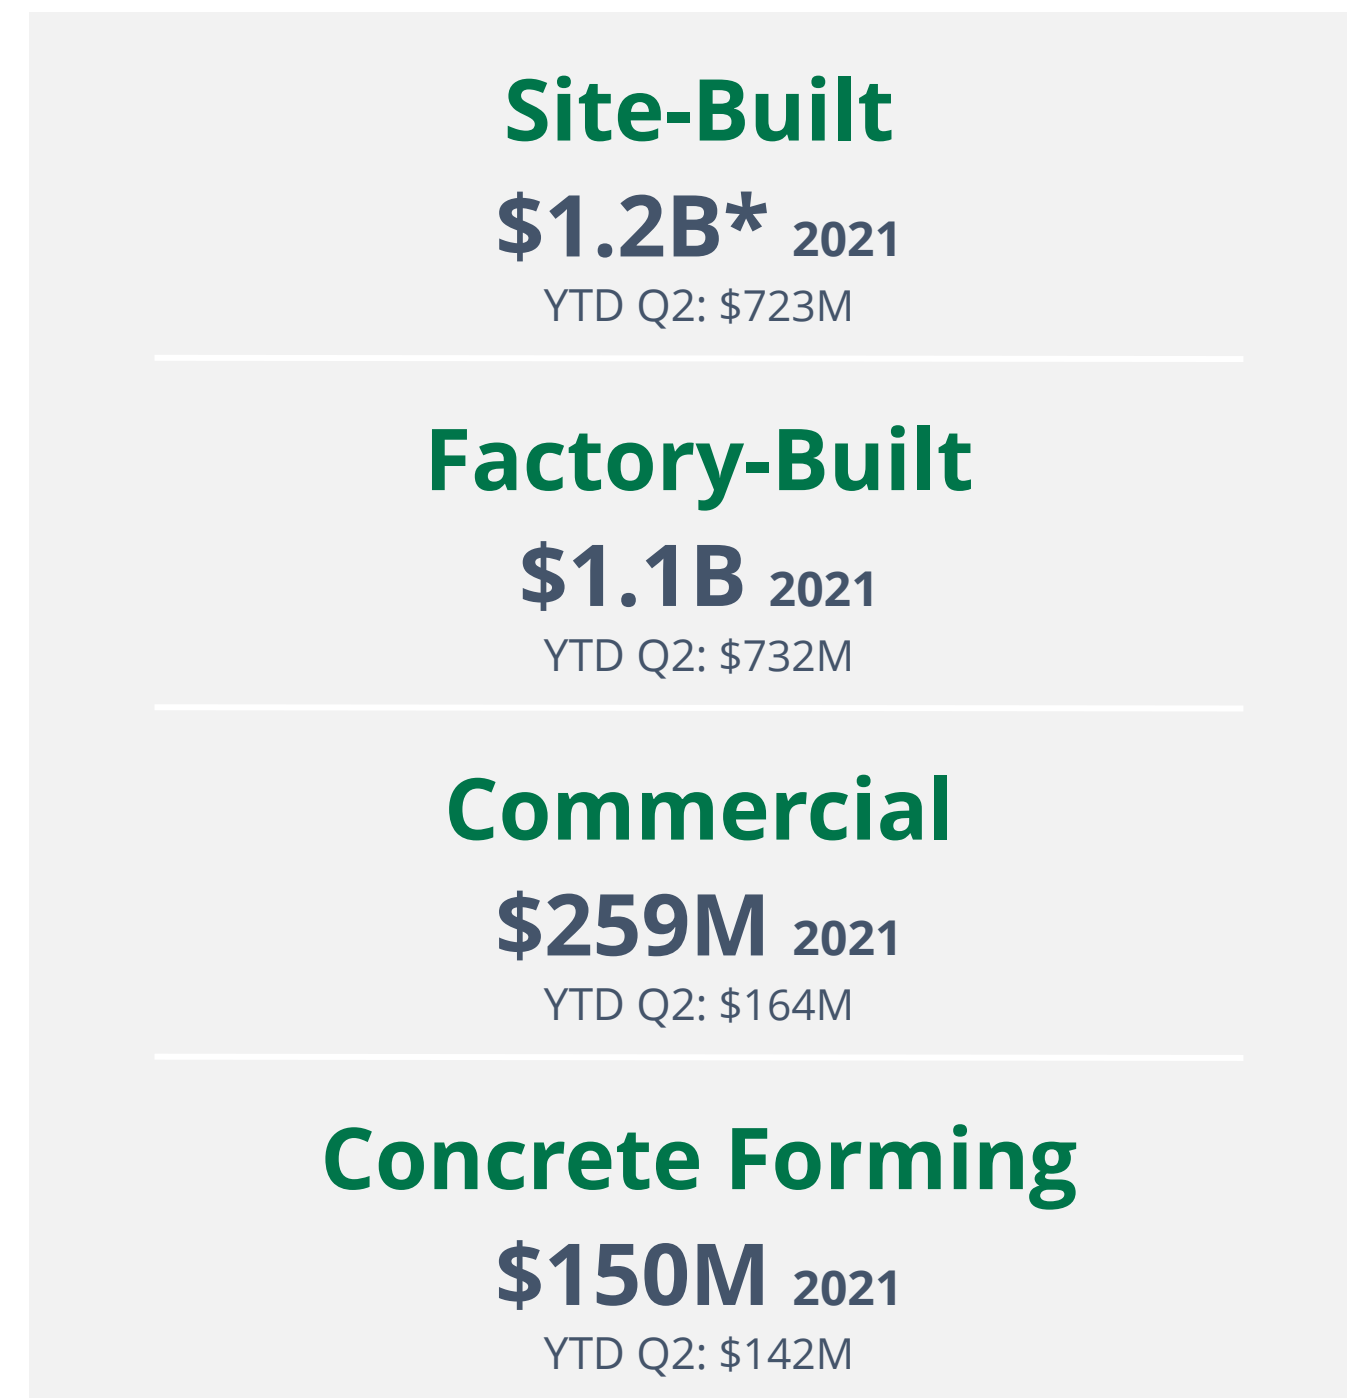 Site-Built
$1.2B* 2021
YTD Q2: $723M
Factory-Built
$1.1B 2021
YTD Q2: $732M
Commercial
$259M 2021
YTD Q2: $164M
Concrete Forming
$150M 2021
YTD Q2: $142M